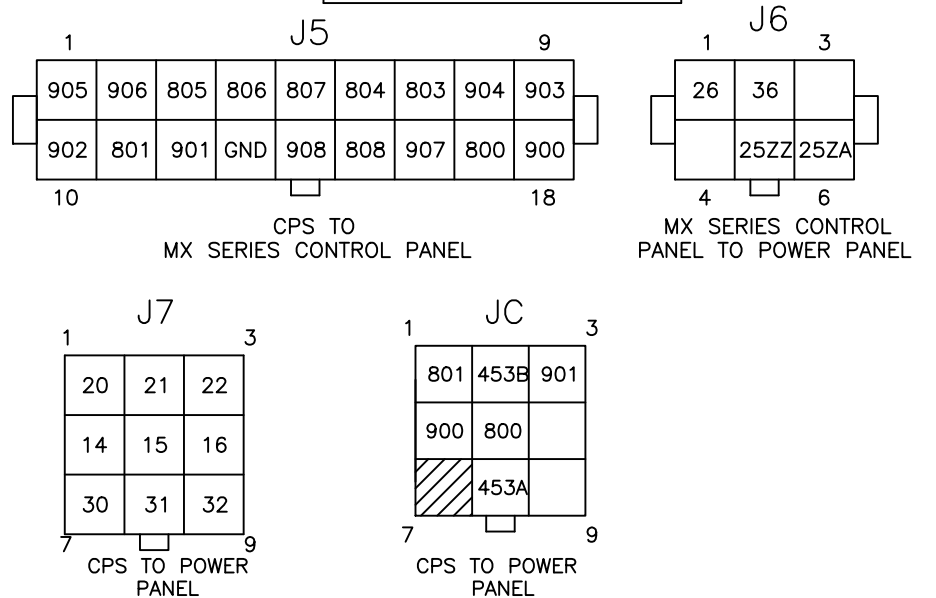 J5
1 9
905 906 805 806 807 804 803 904 903
902 801 901 GND 908 808 907 800 900
10 18
CPS TO
MX SERIES CONTROL PANEL
J6
1 3
26 36
25ZZ 25ZA
4 6
MX SERIES CONTROL
PANEL TO POWER PANEL
J7
1 3
20 21 22
14 15 16
30 31 32
7 9
CPS TO POWER
PANEL
JC
1 3
801 453B 901
900 800
453A
7 9
CPS TO POWER
PANEL